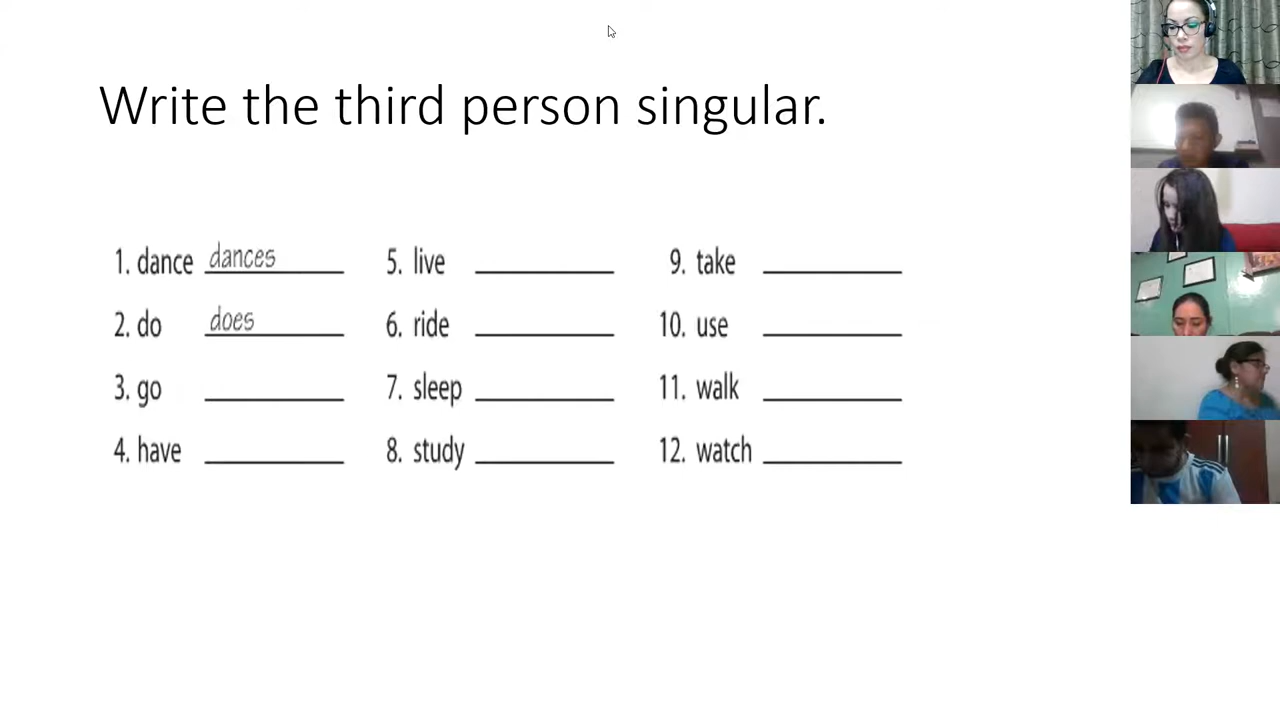 Write the third person singular.
1. dance dances 5. live 9. take
2. do does 6. ride 10. use
3. go 7. sleep 11. walk
4. have 8. study 12. watch